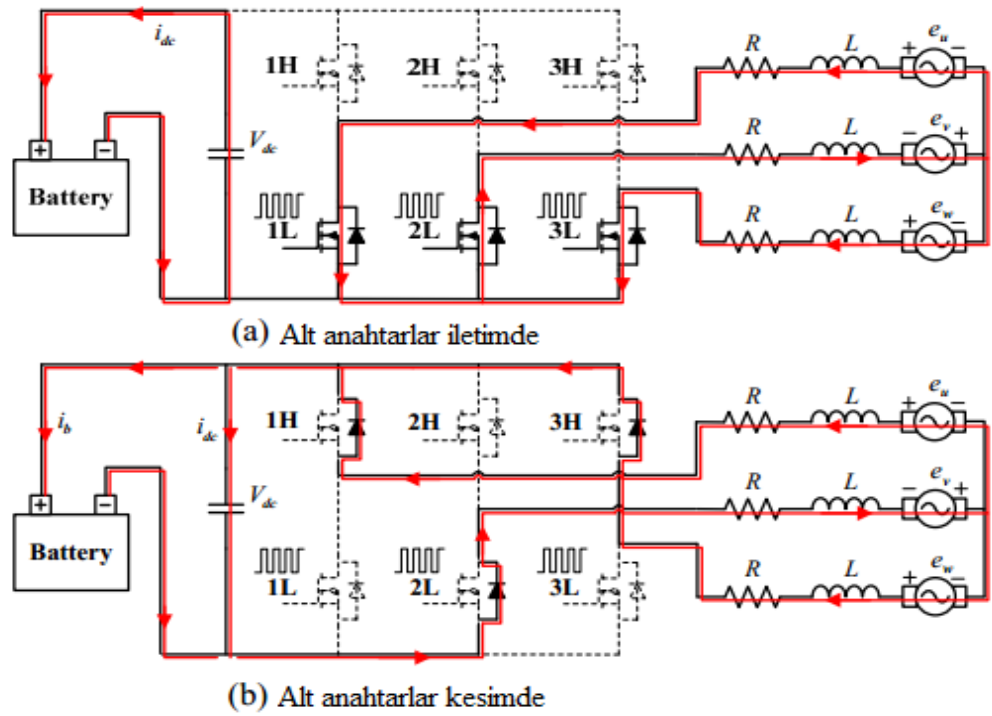 i_dc
1H 2H 3H
R L + e_u −
+ −
Battery
V_dc
R L − e_v +
1L 2L 3L
R L + e_w −
(a) Alt anahtarlar iletimde
i_b i_dc
1H 2H 3H
R L + e_u −
+ −
Battery
V_dc
R L − e_v +
1L 2L 3L
R L + e_w −
(b) Alt anahtarlar kesimde